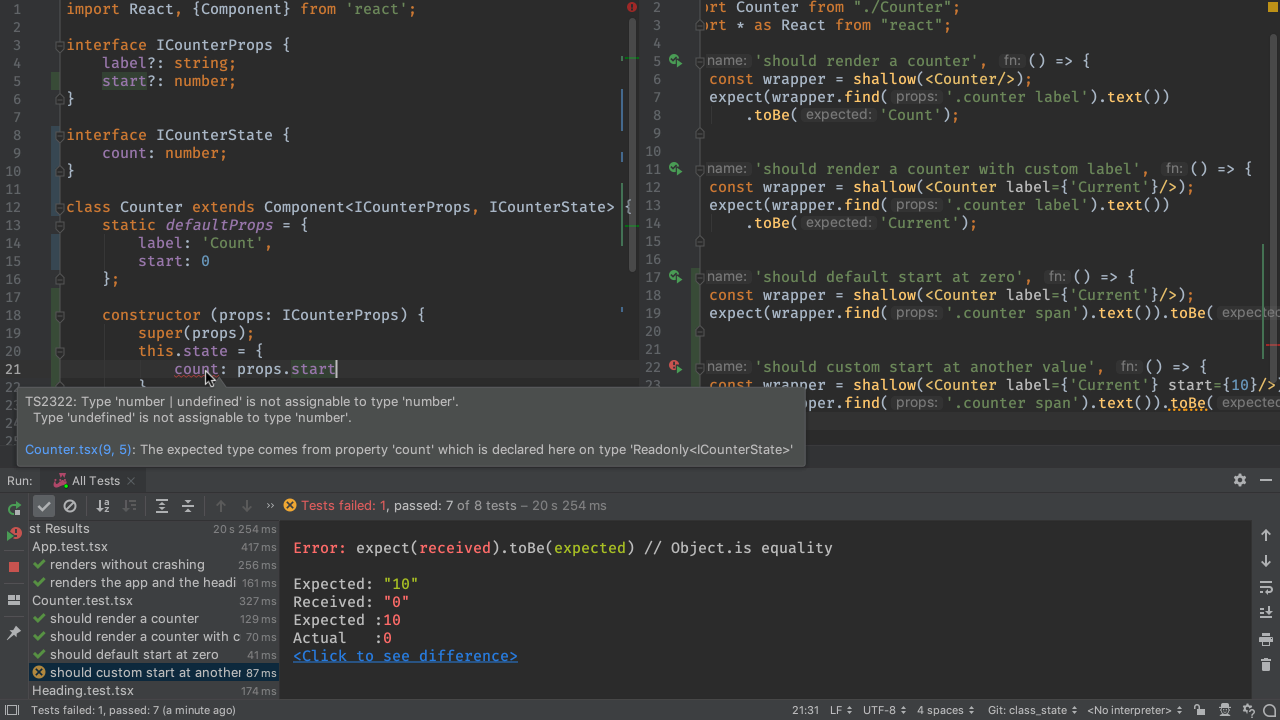 1 import React, {Component} from 'react';
2
3 interface ICounterProps {
4 label?: string;
5 start?: number;
6 }
7
8 interface ICounterState {
9 count: number;
10 }
11
12 class Counter extends Component<ICounterProps, ICounterState> {
13 static defaultProps = {
14 label: 'Count',
15 start: 0
16 };
17
18 constructor (props: ICounterProps) {
19 super(props);
20 this.state = {
21 count: props.start
22 }
2 ort Counter from "./Counter";
3 ort * as React from "react";
4
5 name: 'should render a counter', fn: () => {
6 const wrapper = shallow(<Counter/>);
7 expect(wrapper.find( props: '.counter label').text())
8 .toBe( expected: 'Count');
9
10
11 name: 'should render a counter with custom label', fn: () => {
12 const wrapper = shallow(<Counter label={'Current'}/>);
13 expect(wrapper.find( props: '.counter label').text())
14 .toBe( expected: 'Current');
15
16
17 name: 'should default start at zero', fn: () => {
18 const wrapper = shallow(<Counter label={'Current'}/>);
19 expect(wrapper.find( props: '.counter span').text()).toBe( expected
20
21
22 name: 'should custom start at another value', fn: () => {
23 const wrapper = shallow(<Counter label={'Current'} start={10}/>
wrapper.find( props: '.counter span').text()).toBe( expected
TS2322: Type 'number | undefined' is not assignable to type 'number'.
Type 'undefined' is not assignable to type 'number'.
Counter.tsx(9, 5): The expected type comes from property 'count' which is declared here on type 'Readonly<ICounterState>'
Run: All Tests
Tests failed: 1, passed: 7 of 8 tests – 20 s 254 ms
st Results 20 s 254 ms
App.test.tsx 417 ms
renders without crashing 256 ms
renders the app and the headi 161 ms
Counter.test.tsx 327 ms
should render a counter 129 ms
should render a counter with c 70 ms
should default start at zero 41 ms
should custom start at another 87 ms
Heading.test.tsx 174 ms
Error: expect(received).toBe(expected) // Object.is equality
Expected: "10"
Received: "0"
Expected :10
Actual :0
<Click to see difference>
Tests failed: 1, passed: 7 (a minute ago)
21:31 LF UTF-8 4 spaces Git: class_state <No interpreter>